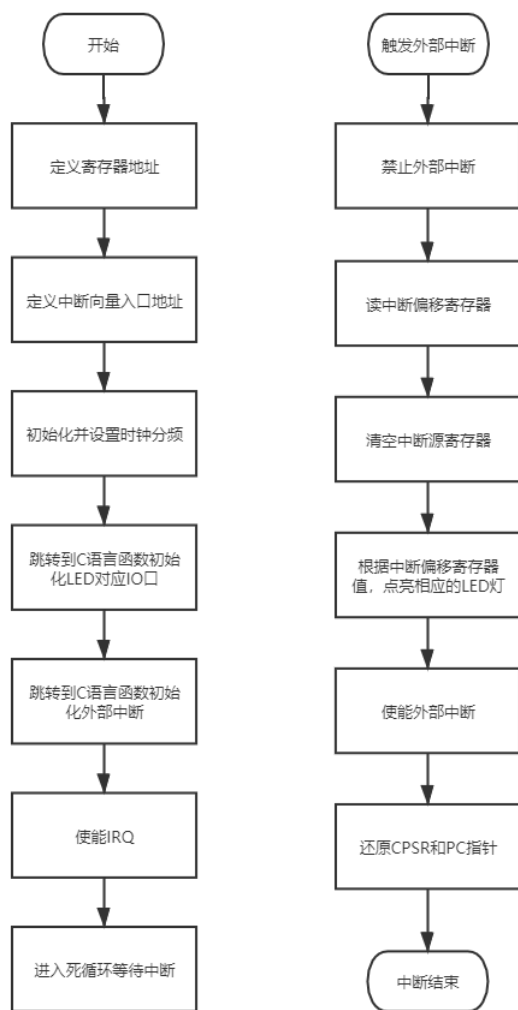 开始
定义寄存器地址
定义中断向量入口地址
初始化并设置时钟分频
跳转到C语言函数初始
化LED对应IO口
跳转到C语言函数初始
化外部中断
使能IRQ
进入死循环等待中断
触发外部中断
禁止外部中断
读中断偏移寄存器
清空中断源寄存器
根据中断偏移寄存器
值，点亮相应的LED灯
使能外部中断
还原CPSR和PC指针
中断结束